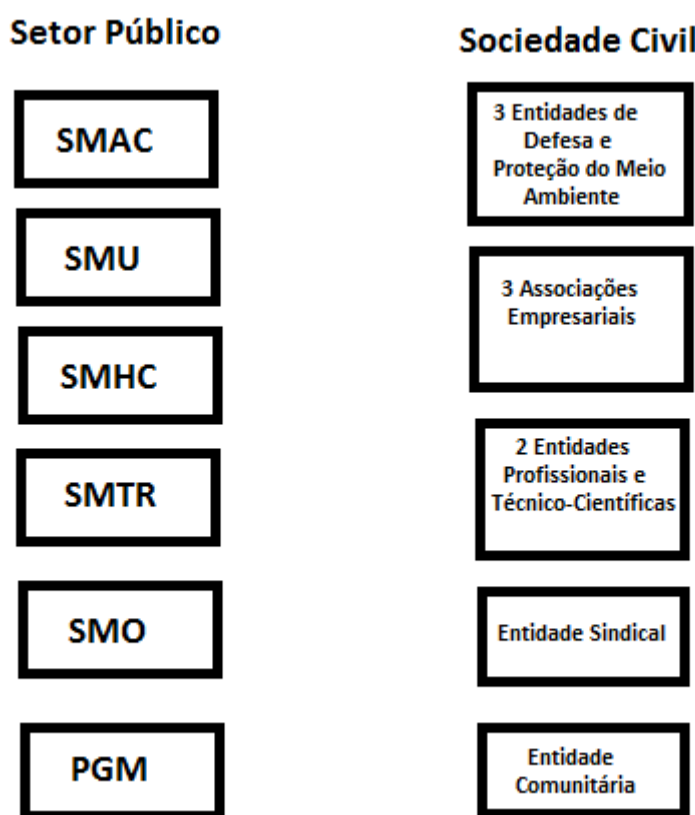 Setor Público
SMAC
SMU
SMHC
SMTR
SMO
PGM
Sociedade Civil
3 Entidades de
Defesa e
Proteção do Meio
Ambiente
3 Associações
Empresariais
2 Entidades
Profissionais e
Técnico-Científicas
Entidade Sindical
Entidade
Comunitária